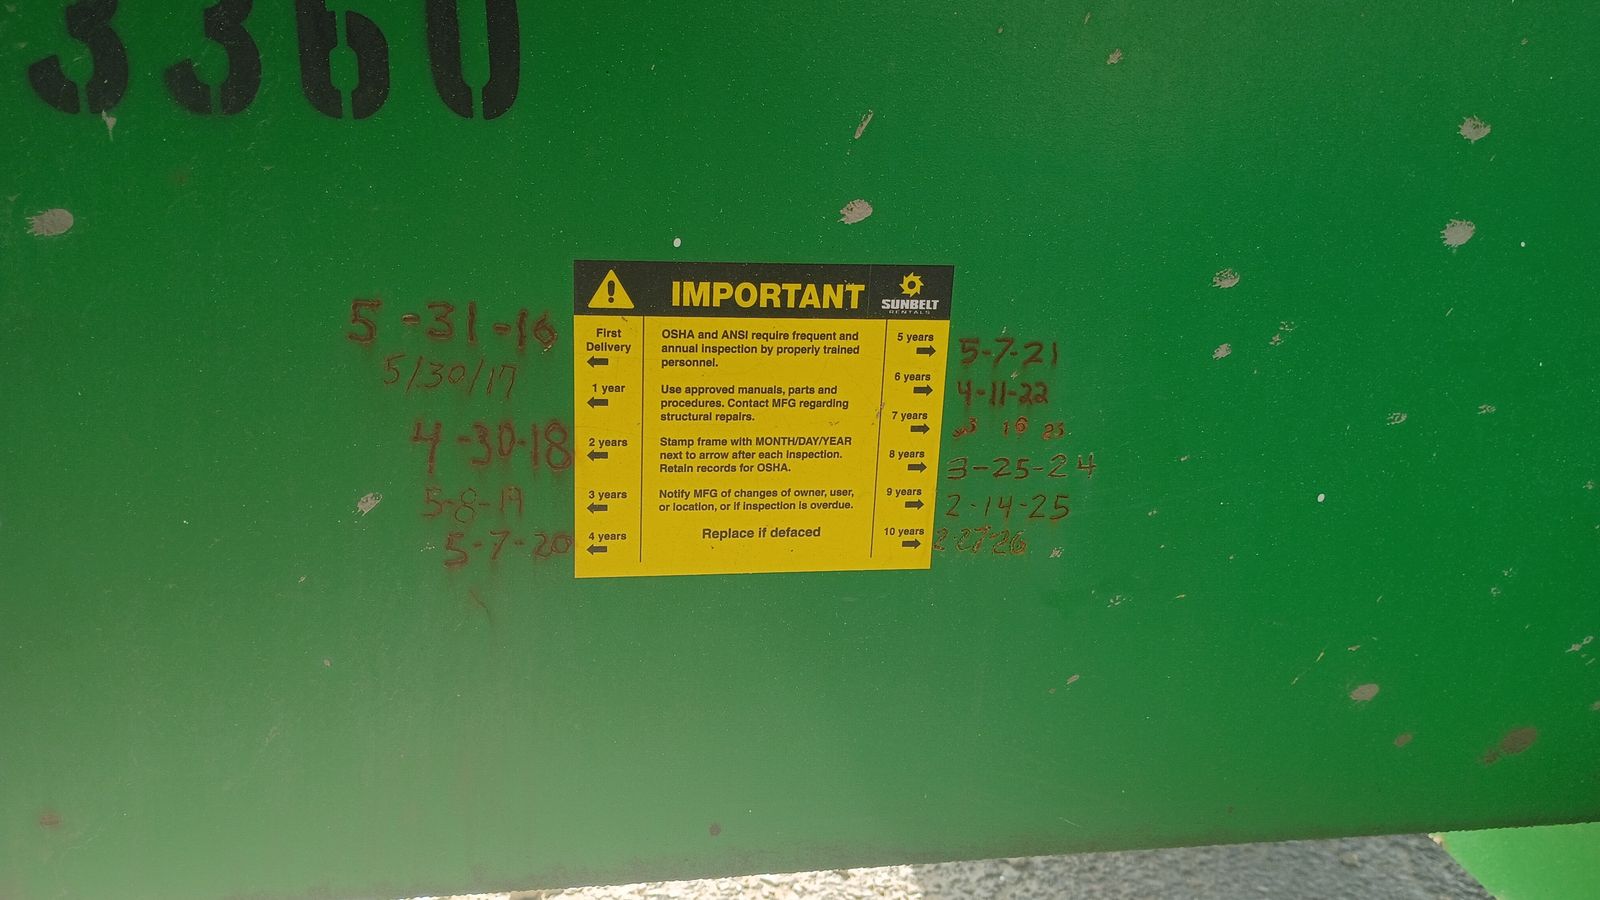 3360
IMPORTANT
SUNBELT
RENTALS
5-31-16
5/30/17
4-30-18
5-8-19
5-7-20
First
Delivery
1 year
2 years
3 years
4 years
OSHA and ANSI require frequent and
annual inspection by properly trained
personnel.
Use approved manuals, parts and
procedures. Contact MFG regarding
structural repairs.
Stamp frame with MONTH/DAY/YEAR
next to arrow after each inspection.
Retain records for OSHA.
Notify MFG of changes of owner, user,
or location, or if inspection is overdue.
Replace if defaced
5 years
6 years
7 years
8 years
9 years
10 years
5-7-21
4-11-22
16 23
3-25-24
2-14-25
2-27-26